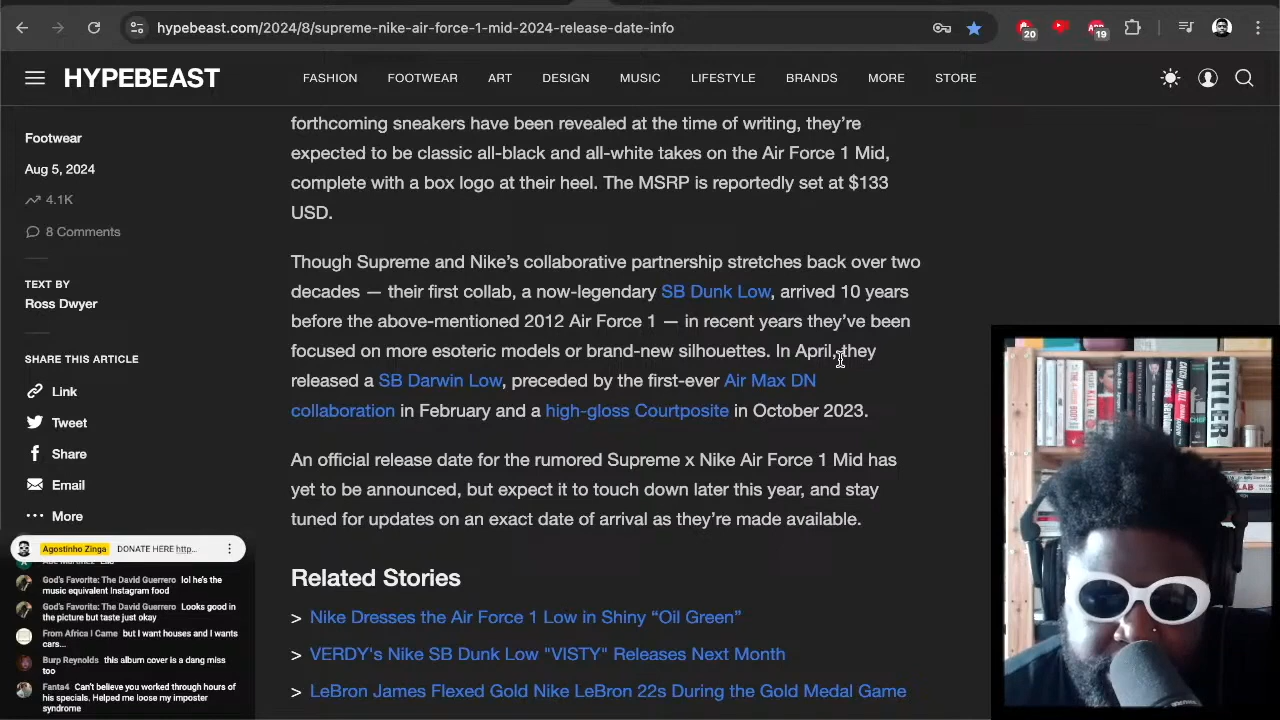 hypebeast.com/2024/8/supreme-nike-air-force-1-mid-2024-release-date-info
20
19
HYPEBEAST
FASHION FOOTWEAR ART DESIGN MUSIC LIFESTYLE BRANDS MORE STORE
Footwear
Aug 5, 2024
4.1K
8 Comments
TEXT BY
Ross Dwyer
SHARE THIS ARTICLE
Link
Tweet
Share
Email
More
forthcoming sneakers have been revealed at the time of writing, they’re
expected to be classic all-black and all-white takes on the Air Force 1 Mid,
complete with a box logo at their heel. The MSRP is reportedly set at $133
USD.
Though Supreme and Nike’s collaborative partnership stretches back over two
decades — their first collab, a now-legendary SB Dunk Low, arrived 10 years
before the above-mentioned 2012 Air Force 1 — in recent years they’ve been
focused on more esoteric models or brand-new silhouettes. In April, they
released a SB Darwin Low, preceded by the first-ever Air Max DN
collaboration in February and a high-gloss Courtposite in October 2023.
An official release date for the rumored Supreme x Nike Air Force 1 Mid has
yet to be announced, but expect it to touch down later this year, and stay
tuned for updates on an exact date of arrival as they’re made available.
Related Stories
> Nike Dresses the Air Force 1 Low in Shiny “Oil Green”
> VERDY's Nike SB Dunk Low "VISTY" Releases Next Month
> LeBron James Flexed Gold Nike LeBron 22s During the Gold Medal Game
Agostinho Zinga DONATE HERE http...
God's Favorite: The David Guerrero lol he's the
music equivalent Instagram food
God's Favorite: The David Guerrero Looks good in
the picture but taste just okay
From Africa I Came but I want houses and I wants
cars...
Burp Reynolds this album cover is a dang miss
too
Fanta4 Can't believe you worked through hours of
his specials. Helped me loose my imposter
syndrome
HITLER